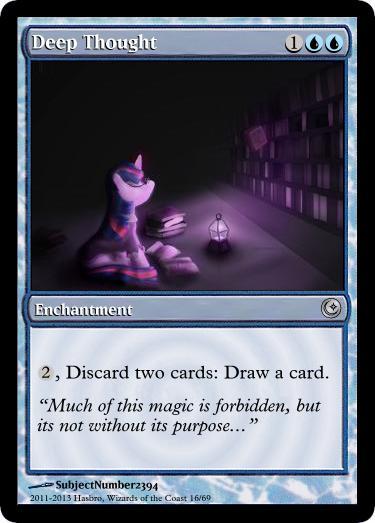 Deep Thought 1
Enchantment
2, Discard two cards: Draw a card.
“Much of this magic is forbidden, but
its not without its purpose…”
SubjectNumber2394
2011-2013 Hasbro, Wizards of the Coast 16/69